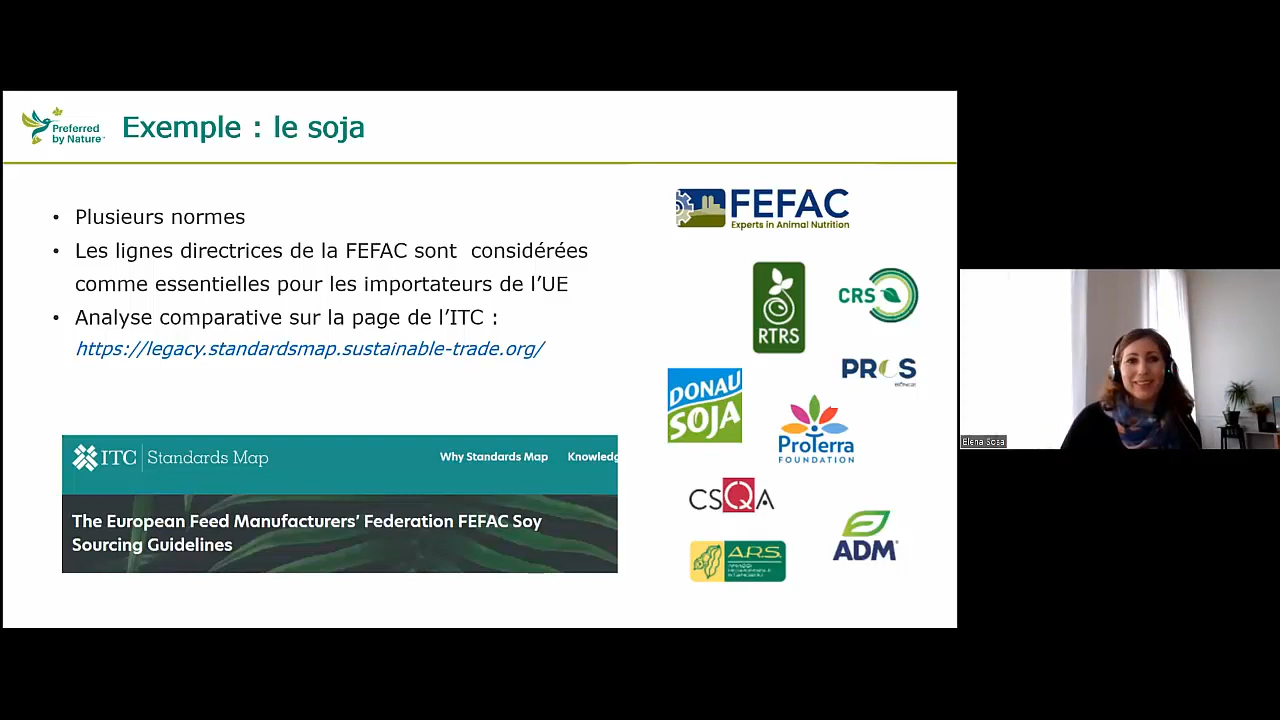 Preferred
by Nature
Exemple : le soja
• Plusieurs normes
• Les lignes directrices de la FEFAC sont considérées
comme essentielles pour les importateurs de l'UE
• Analyse comparative sur la page de l'ITC :
https://legacy.standardsmap.sustainable-trade.org/
ITC Standards Map
Why Standards Map
Knowledg
The European Feed Manufacturers' Federation FEFAC Soy
Sourcing Guidelines
FEFAC
Experts in Animal Nutrition
RTRS
CRS
DONAU
SOJA
ProTerra
FOUNDATION
CSQA
A.R.S.
ADM
Elena Sosa